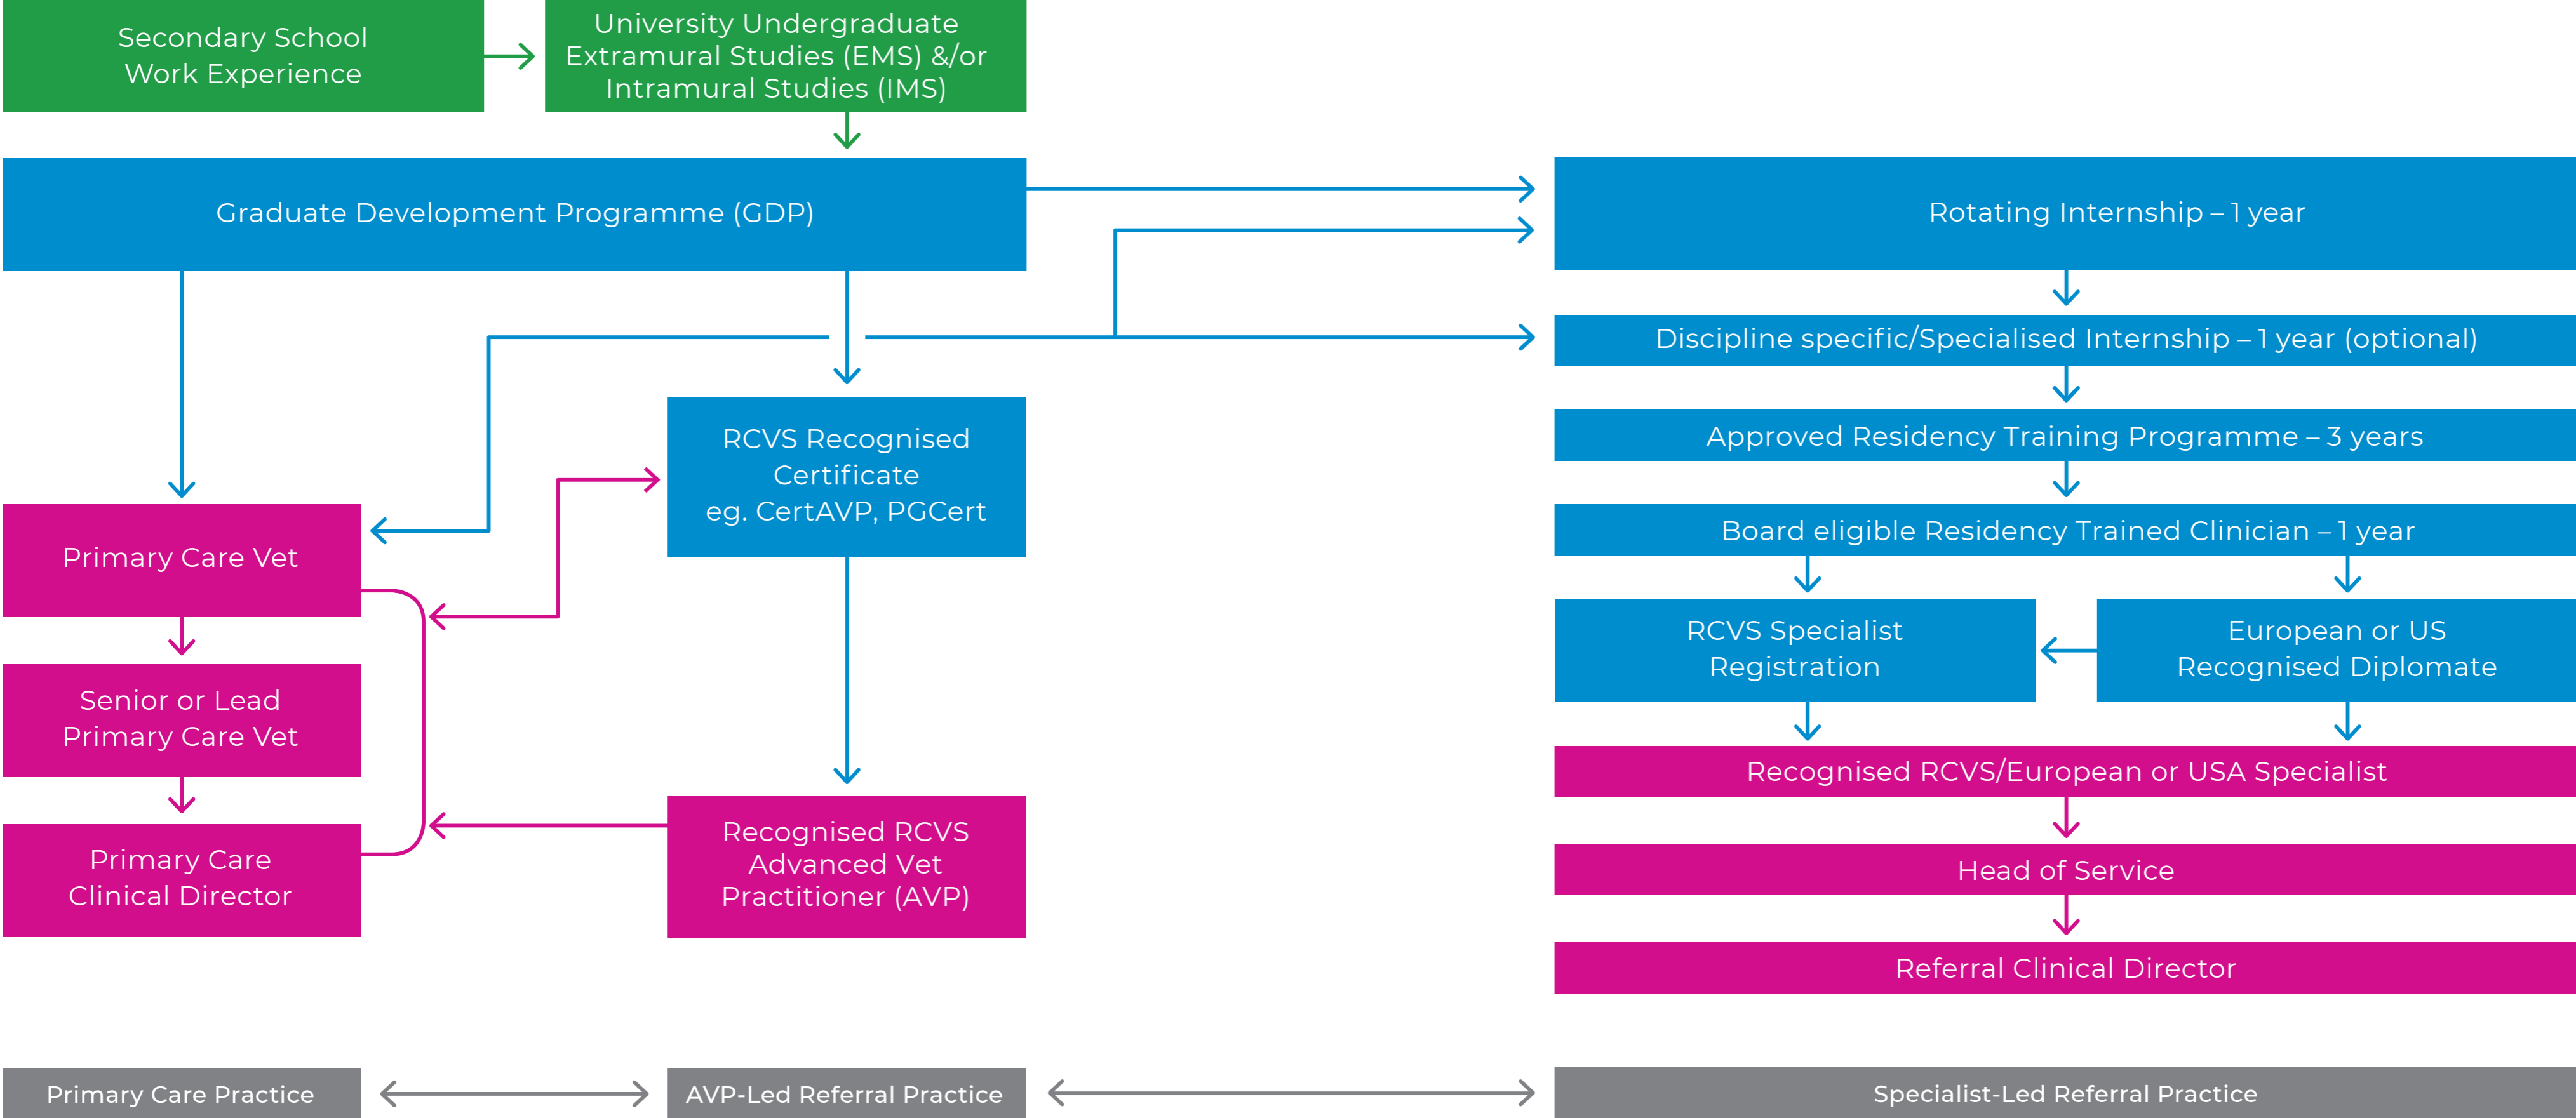 Secondary School
Work Experience
University Undergraduate
Extramural Studies (EMS) &/or
Intramural Studies (IMS)
Graduate Development Programme (GDP)
Rotating Internship – 1 year
Discipline specific/Specialised Internship – 1 year (optional)
Approved Residency Training Programme – 3 years
Board eligible Residency Trained Clinician – 1 year
RCVS Specialist
Registration
European or US
Recognised Diplomate
Recognised RCVS/European or USA Specialist
Head of Service
Referral Clinical Director
RCVS Recognised
Certificate
eg. CertAVP, PGCert
Recognised RCVS
Advanced Vet
Practitioner (AVP)
Primary Care Vet
Senior or Lead
Primary Care Vet
Primary Care
Clinical Director
Primary Care Practice
AVP-Led Referral Practice
Specialist-Led Referral Practice